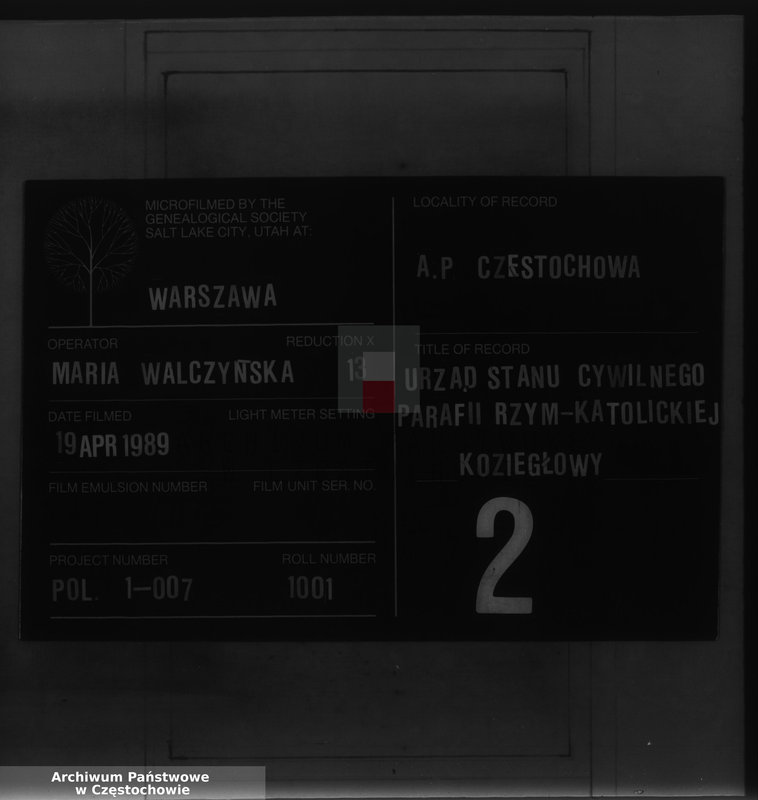 MICROFILMED BY THE
GENEALOGICAL SOCIETY
SALT LAKE CITY, UTAH AT:
WARSZAWA
OPERATOR REDUCTION X
MARIA WALCZYŃSKA 13
DATE FILMED LIGHT METER SETTING
19 APR 1989
FILM EMULSION NUMBER FILM UNIT SER. NO.
PROJECT NUMBER ROLL NUMBER
POL. 1-007 1001
LOCALITY OF RECORD
A.P CZĘSTOCHOWA
TITLE OF RECORD
URZĄD STANU CYWILNEGO
PARAFII RZYM-KATOLICKIEJ
KOZIEGŁOWY
2
Archiwum Państwowe
w Częstochowie